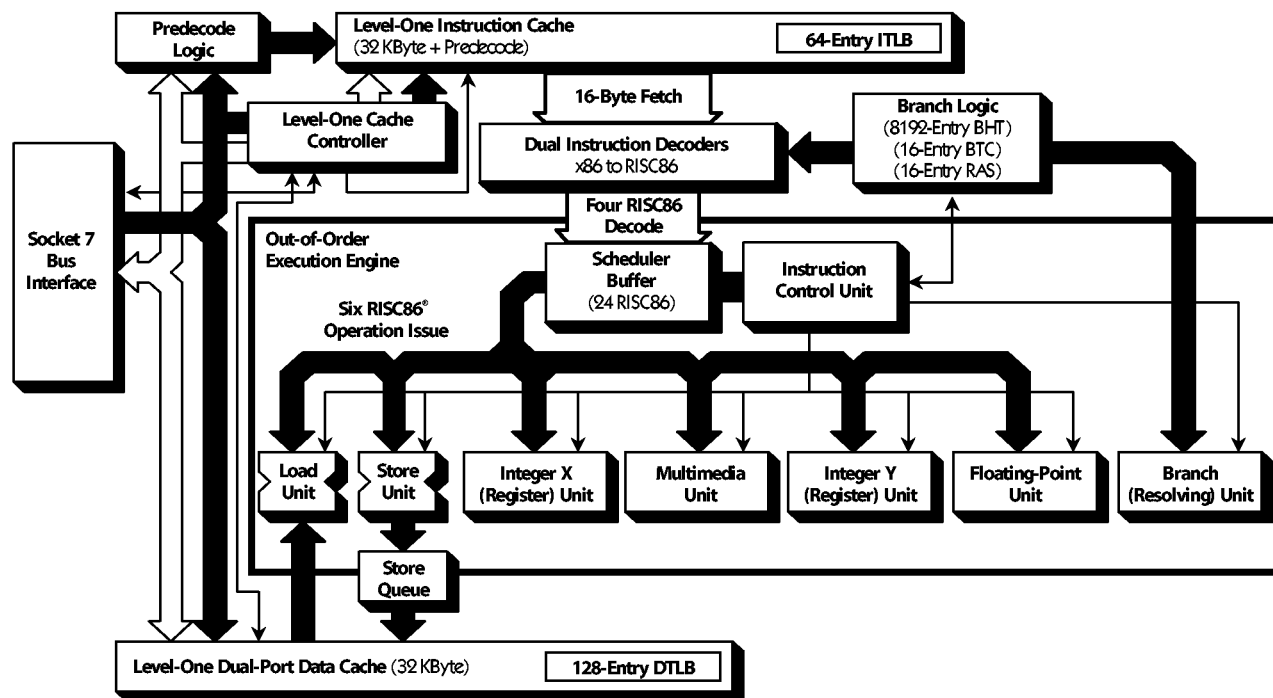 Predecode
Logic
Level-One Instruction Cache
(32 KByte + Predecode)
64-Entry ITLB
16-Byte Fetch
Level-One Cache
Controller
Dual Instruction Decoders
x86 to RISC86
Branch Logic
(8192-Entry BHT)
(16-Entry BTC)
(16-Entry RAS)
Four RISC86
Decode
Socket 7
Bus
Interface
Out-of-Order
Execution Engine
Scheduler
Buffer
(24 RISC86)
Instruction
Control Unit
Six RISC86®
Operation Issue
Load
Unit
Store
Unit
Integer X
(Register) Unit
Multimedia
Unit
Integer Y
(Register) Unit
Floating-Point
Unit
Branch
(Resolving) Unit
Store
Queue
Level-One Dual-Port Data Cache (32 KByte)
128-Entry DTLB